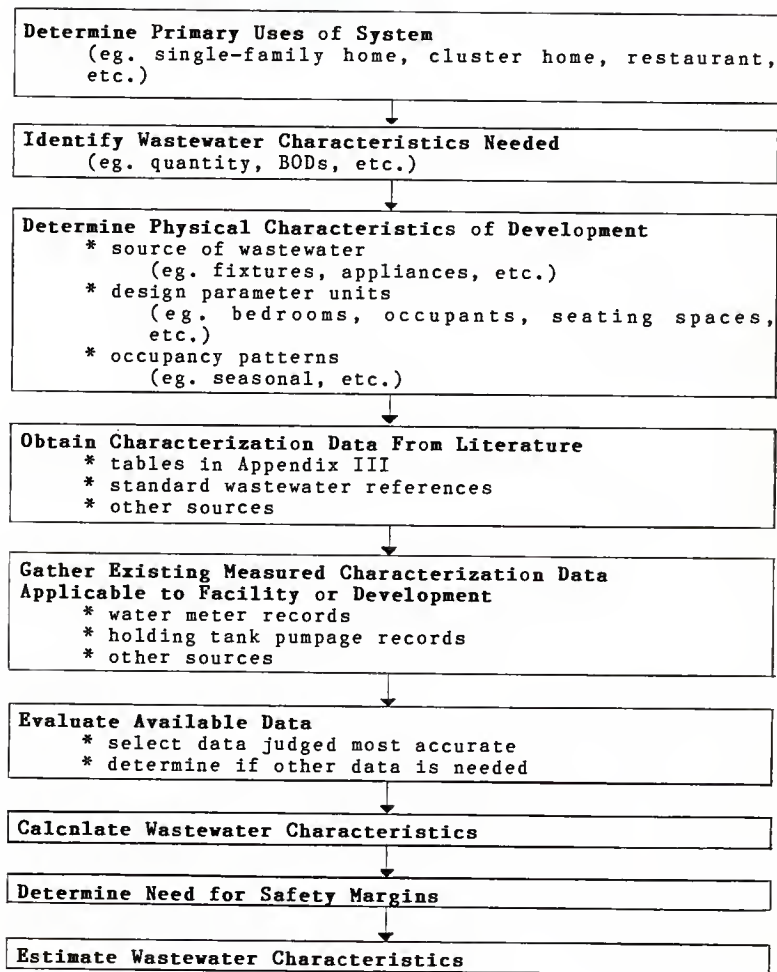 Determine Primary Uses of System
(eg. single-family home, cluster home, restaurant,
etc.)
Identify Wastewater Characteristics Needed
(eg. quantity, BODs, etc.)
Determine Physical Characteristics of Development
* source of wastewater
(eg. fixtures, appliances, etc.)
* design parameter units
(eg. bedrooms, occupants, seating spaces,
etc.)
* occupancy patterns
(eg. seasonal, etc.)
Obtain Characterization Data From Literature
* tables in Appendix III
* standard wastewater references
* other sources
Gather Existing Measured Characterization Data
Applicable to Facility or Development
* water meter records
* holding tank pumpage records
* other sources
Evaluate Available Data
* select data judged most accurate
* determine if other data is needed
Calcnlate Wastewater Characteristics
Determine Need for Safety Margins
Estimate Wastewater Characteristics